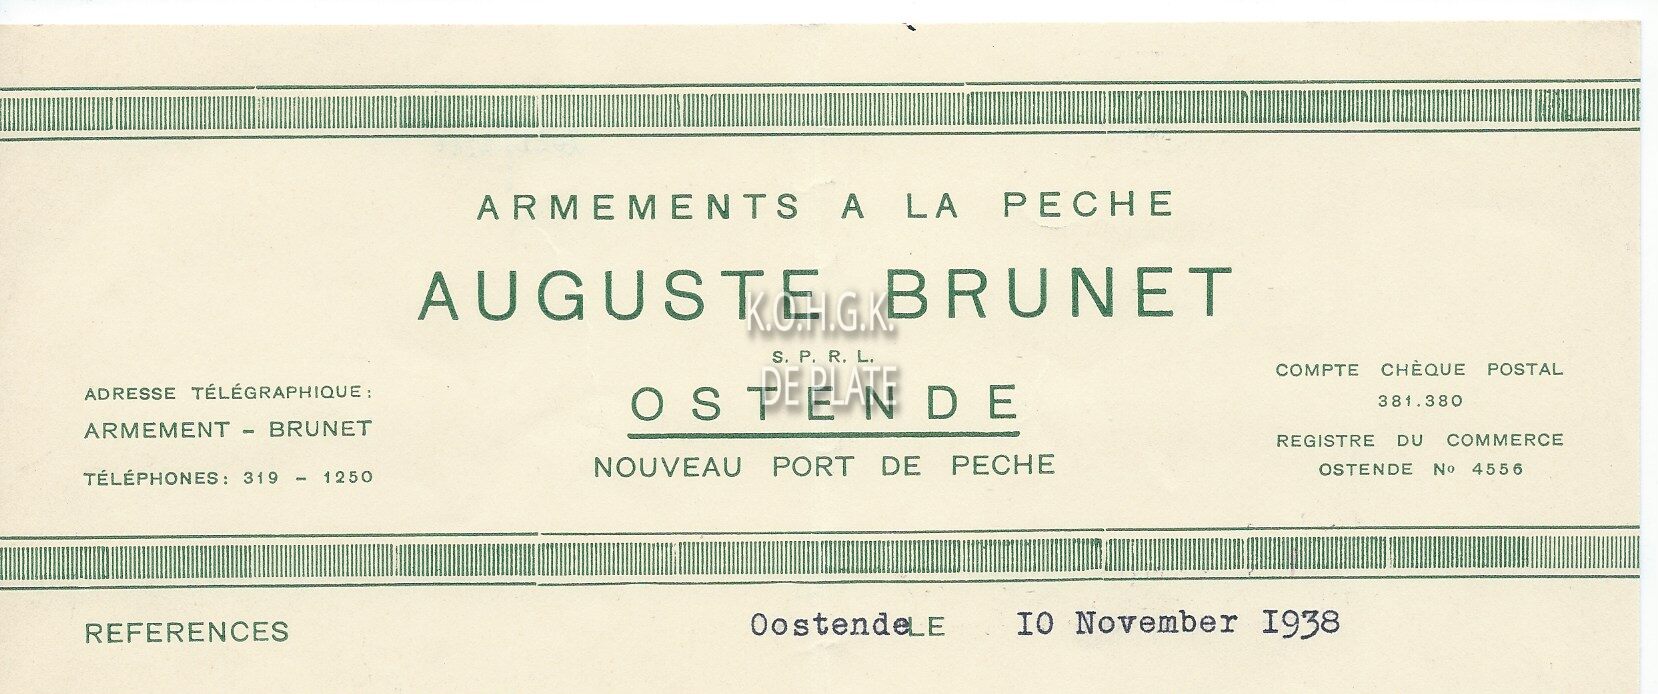 ARMEMENTS A LA PECHE
AUGUSTE BRUNET
K.O.H.G.K.
S. P. R. L.
DE PLATE
OSTENDE
NOUVEAU PORT DE PECHE
ADRESSE TÉLÉGRAPHIQUE:
ARMEMENT - BRUNET
TÉLÉPHONES: 319 - 1250
COMPTE CHÈQUE POSTAL
381.380
REGISTRE DU COMMERCE
OSTENDE No 4556
REFERENCES
Oostende LE 10 November 1938